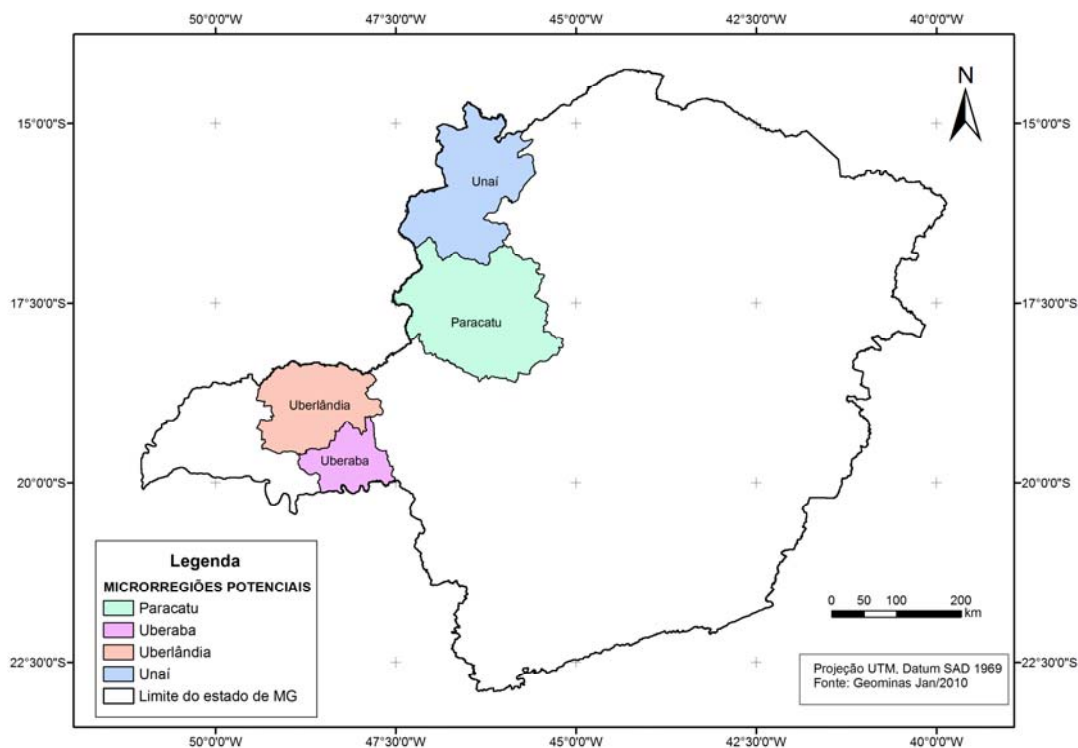 50°0'0"W 47°30'0"W 45°0'0"W 42°30'0"W 40°0'0"W
N
15°0'0"S 15°0'0"S
Unaí
17°30'0"S 17°30'0"S
Paracatu
Uberlândia
Uberaba
20°0'0"S 20°0'0"S
Legenda
MICRORREGIÕES POTENCIAIS
Paracatu
Uberaba
Uberlândia
Unaí
Limite do estado de MG
0 50 100 200
km
22°30'0"S 22°30'0"S
Projeção UTM. Datum SAD 1969
Fonte: Geominas Jan/2010
50°0'0"W 47°30'0"W 45°0'0"W 42°30'0"W 40°0'0"W